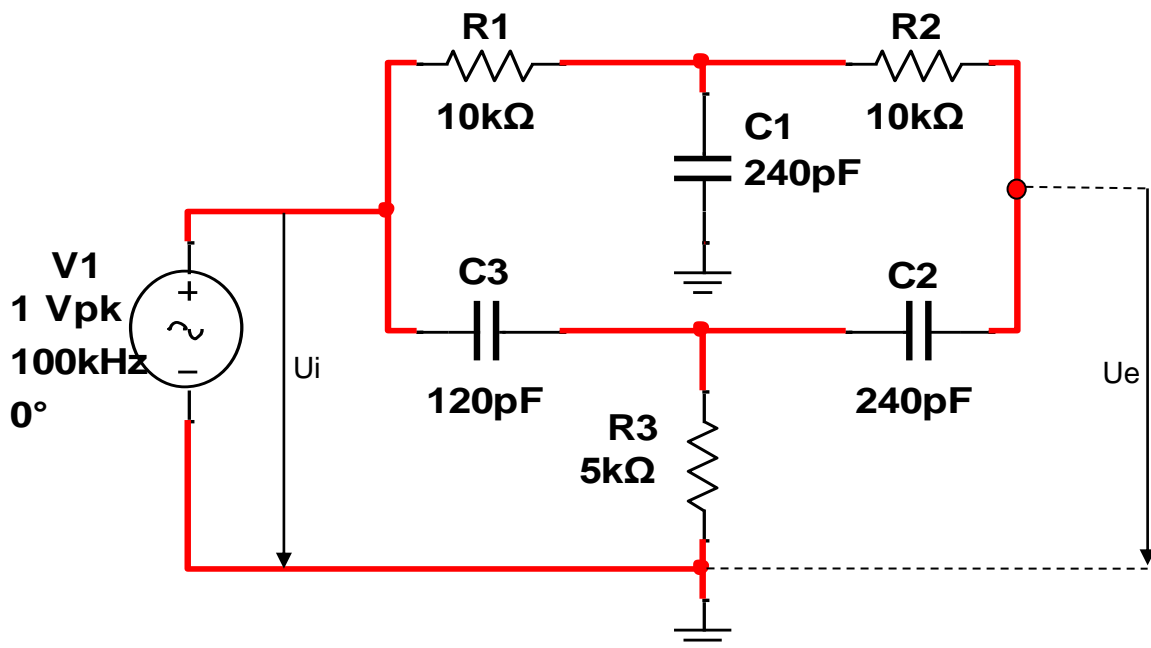 R1
R2
10kΩ
10kΩ
C1
240pF
V1
1 Vpk
100kHz
0°
Ui
C3
C2
120pF
240pF
Ue
R3
5kΩ